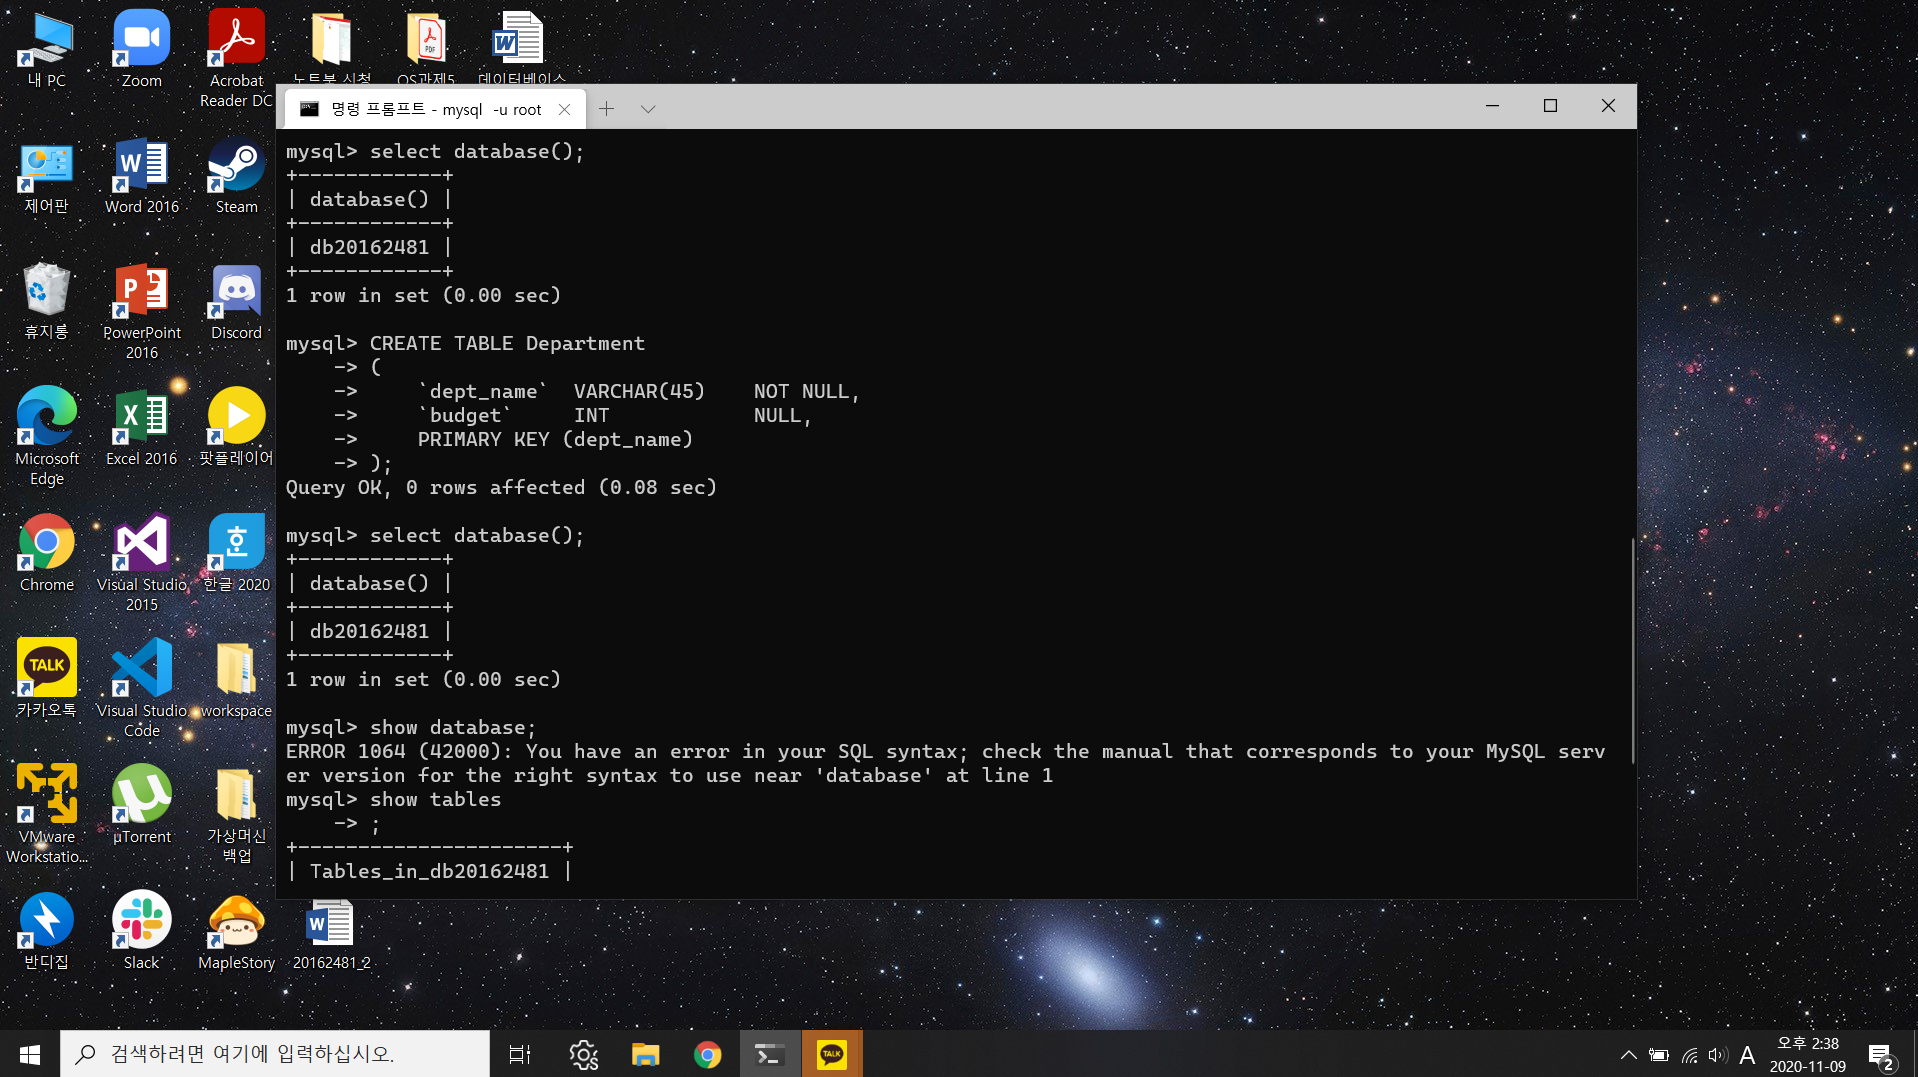 내 PC
Zoom
Acrobat
Reader DC
노트북 신청
OS과제5
데이터베이스
제어판
Word 2016
Steam
휴지통
PowerPoint
2016
Discord
Microsoft
Edge
Excel 2016
팟플레이어
Chrome
Visual Studio
2015
한글 2020
TALK
카카오톡
Visual Studio
Code
workspace
VMware
Workstatio...
µTorrent
가상머신
백업
반디집
Slack
MapleStory
20162481_2
명령 프롬프트 - mysql  -u root
mysql> select database();
+------------+
| database() |
+------------+
| db20162481 |
+------------+
1 row in set (0.00 sec)
mysql> CREATE TABLE Department
    -> (
    ->     `dept_name`  VARCHAR(45)    NOT NULL,
    ->     `budget`     INT            NULL,
    ->     PRIMARY KEY (dept_name)
    -> );
Query OK, 0 rows affected (0.08 sec)
mysql> select database();
+------------+
| database() |
+------------+
| db20162481 |
+------------+
1 row in set (0.00 sec)
mysql> show database;
ERROR 1064 (42000): You have an error in your SQL syntax; check the manual that corresponds to your MySQL serv
er version for the right syntax to use near 'database' at line 1
mysql> show tables
    -> ;
+----------------------+
| Tables_in_db20162481 |
검색하려면 여기에 입력하십시오.
TALK
A
오후 2:38
2020-11-09
2